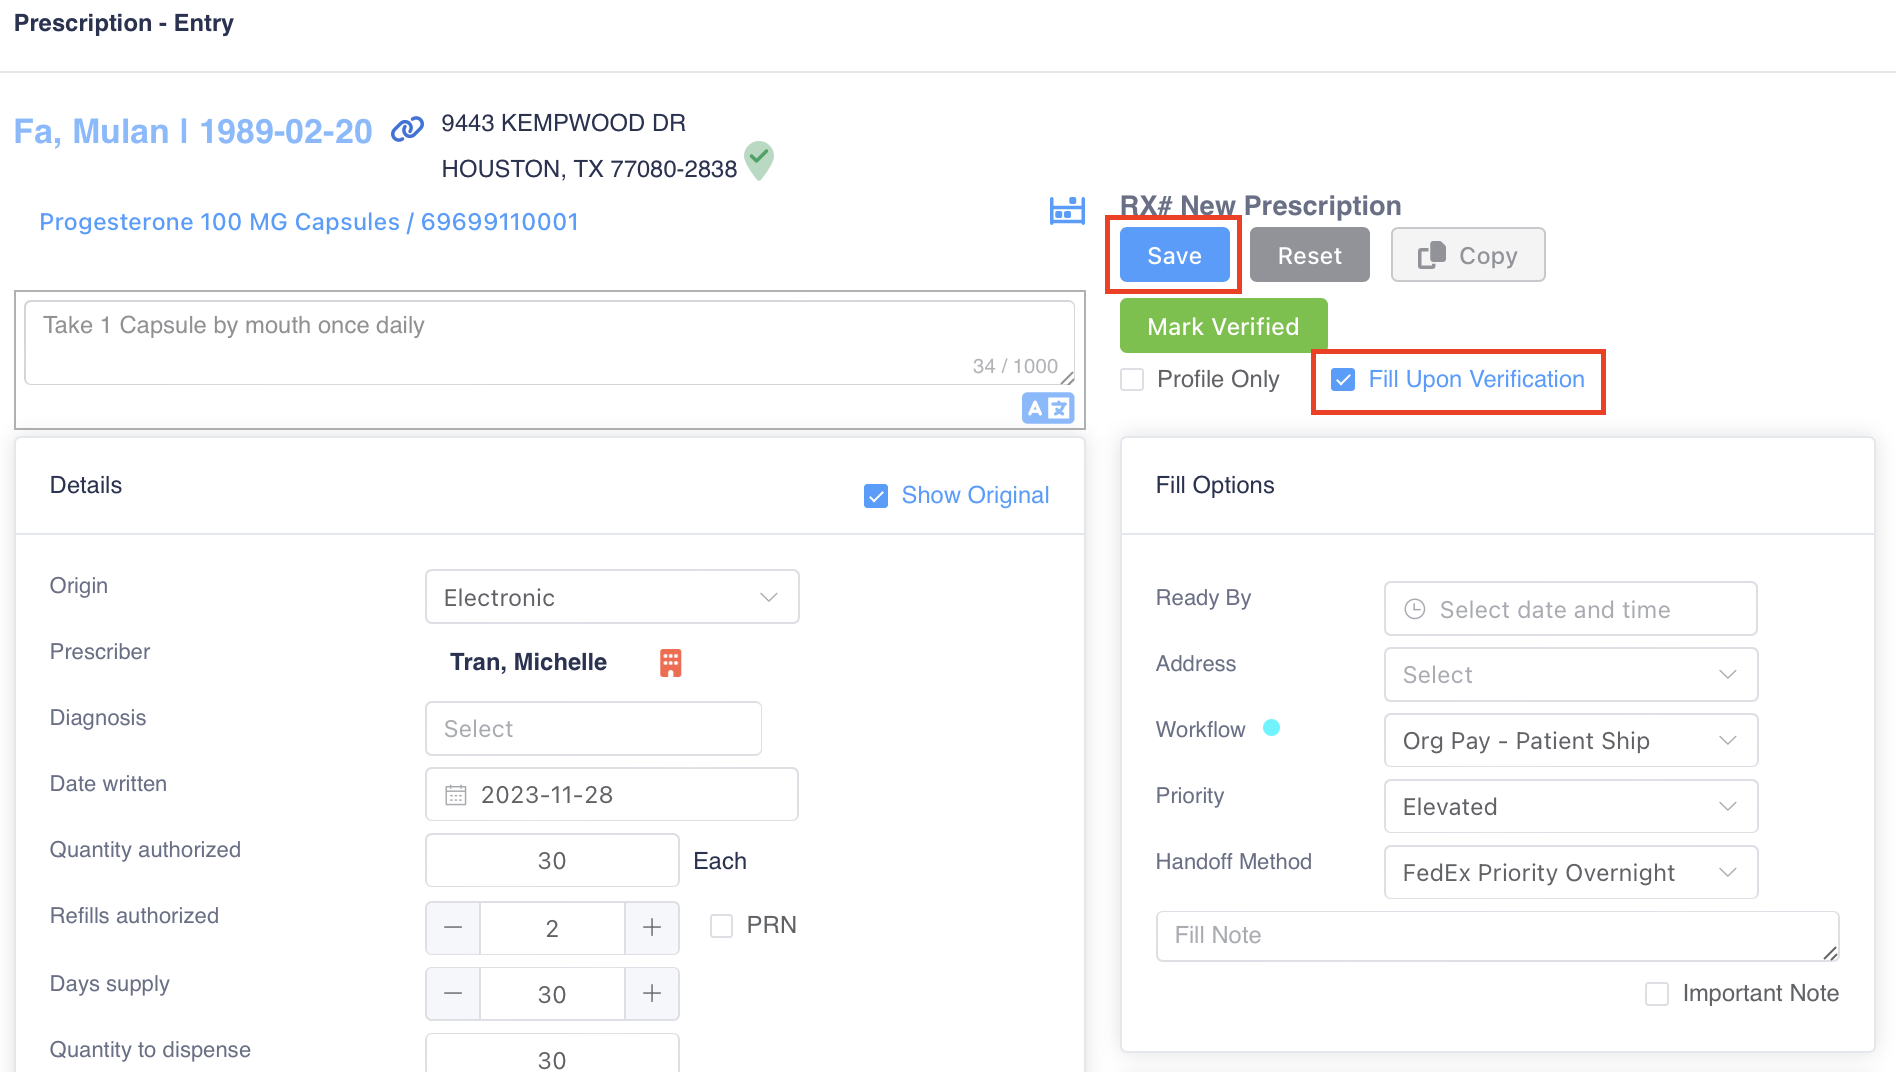 Prescription - Entry
Fa, Mulan | 1989-02-20
9443 KEMPWOOD DR
HOUSTON, TX 77080-2838
Progesterone 100 MG Capsules / 69699110001
RX# New Prescription
Save
Reset
Copy
Mark Verified
Profile Only
Fill Upon Verification
Take 1 Capsule by mouth once daily
34 / 1000
A 文
Details
Show Original
Origin
Electronic
Prescriber
Tran, Michelle
Diagnosis
Select
Date written
2023-11-28
Quantity authorized
30
Each
Refills authorized
2
PRN
Days supply
30
Quantity to dispense
30
Fill Options
Ready By
Select date and time
Address
Select
Workflow
Org Pay - Patient Ship
Priority
Elevated
Handoff Method
FedEx Priority Overnight
Fill Note
Important Note